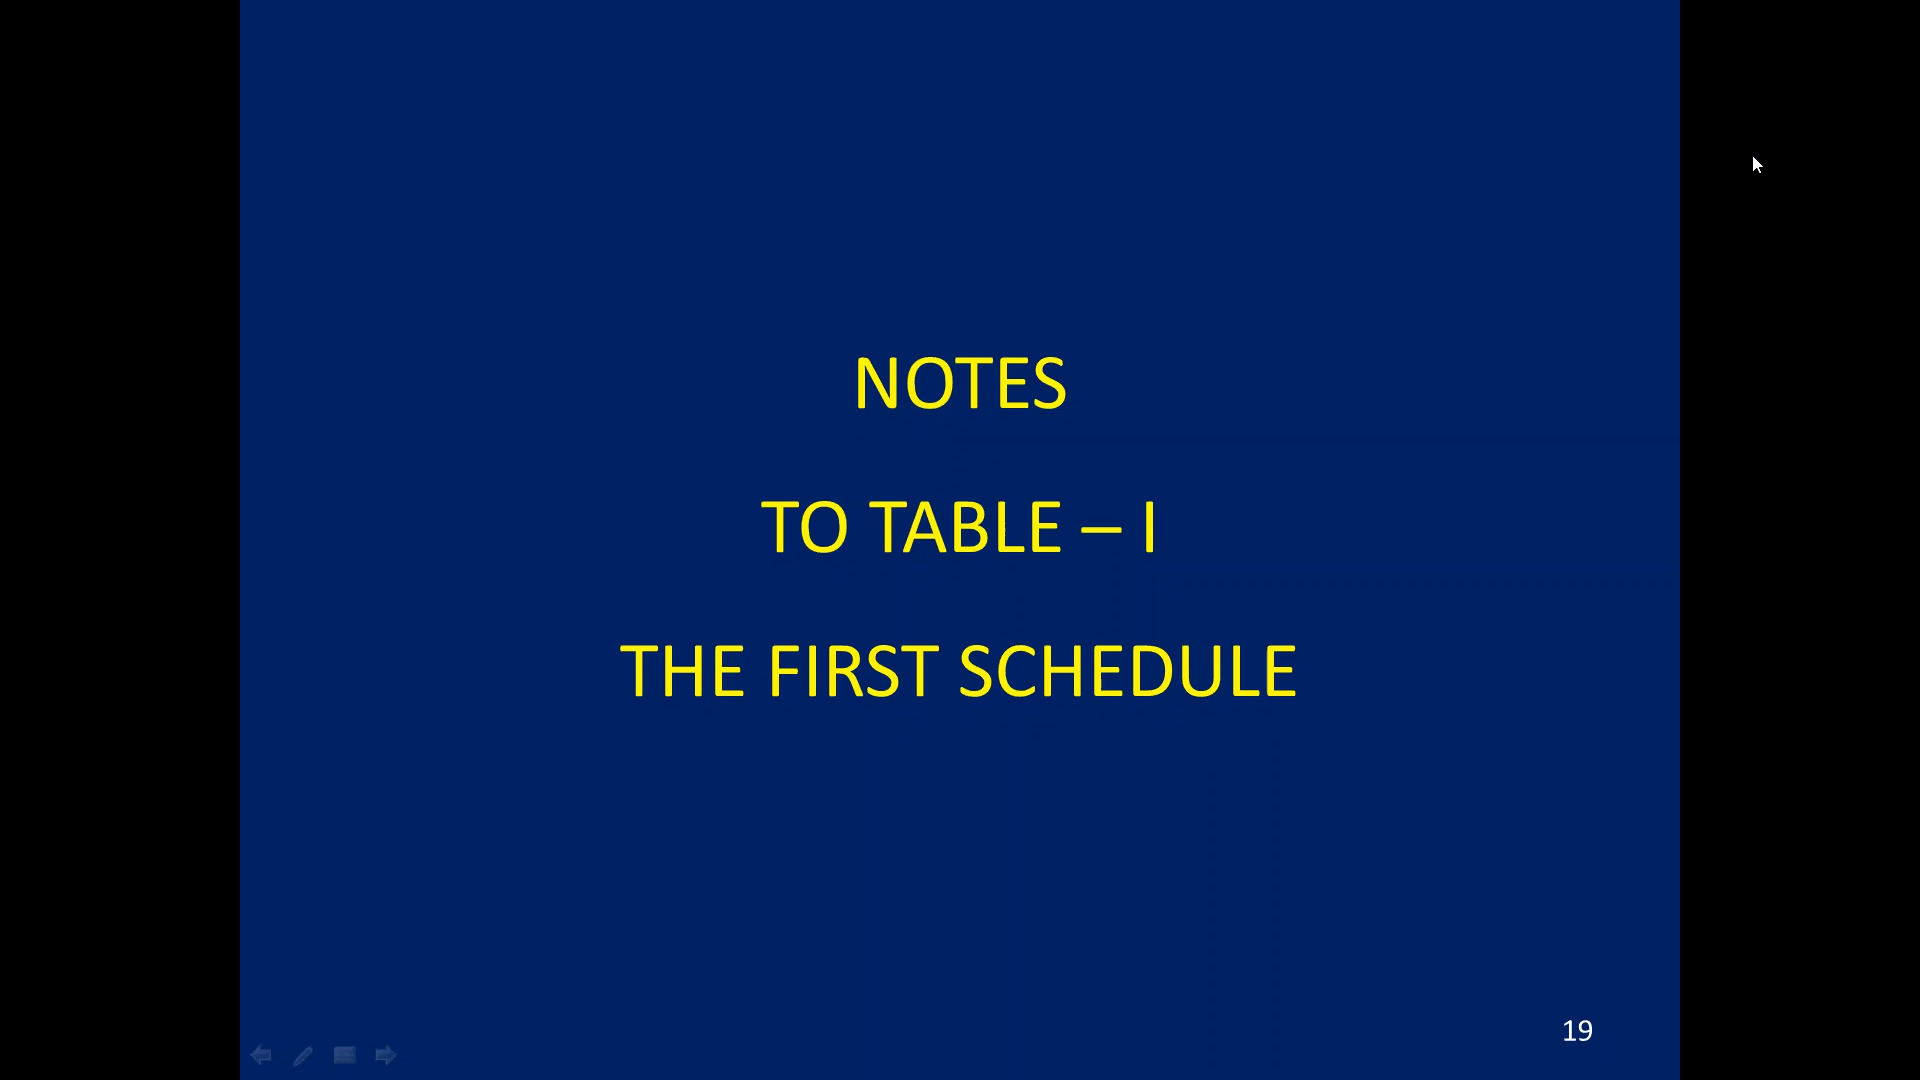 NOTES
TO TABLE – I
THE FIRST SCHEDULE
19